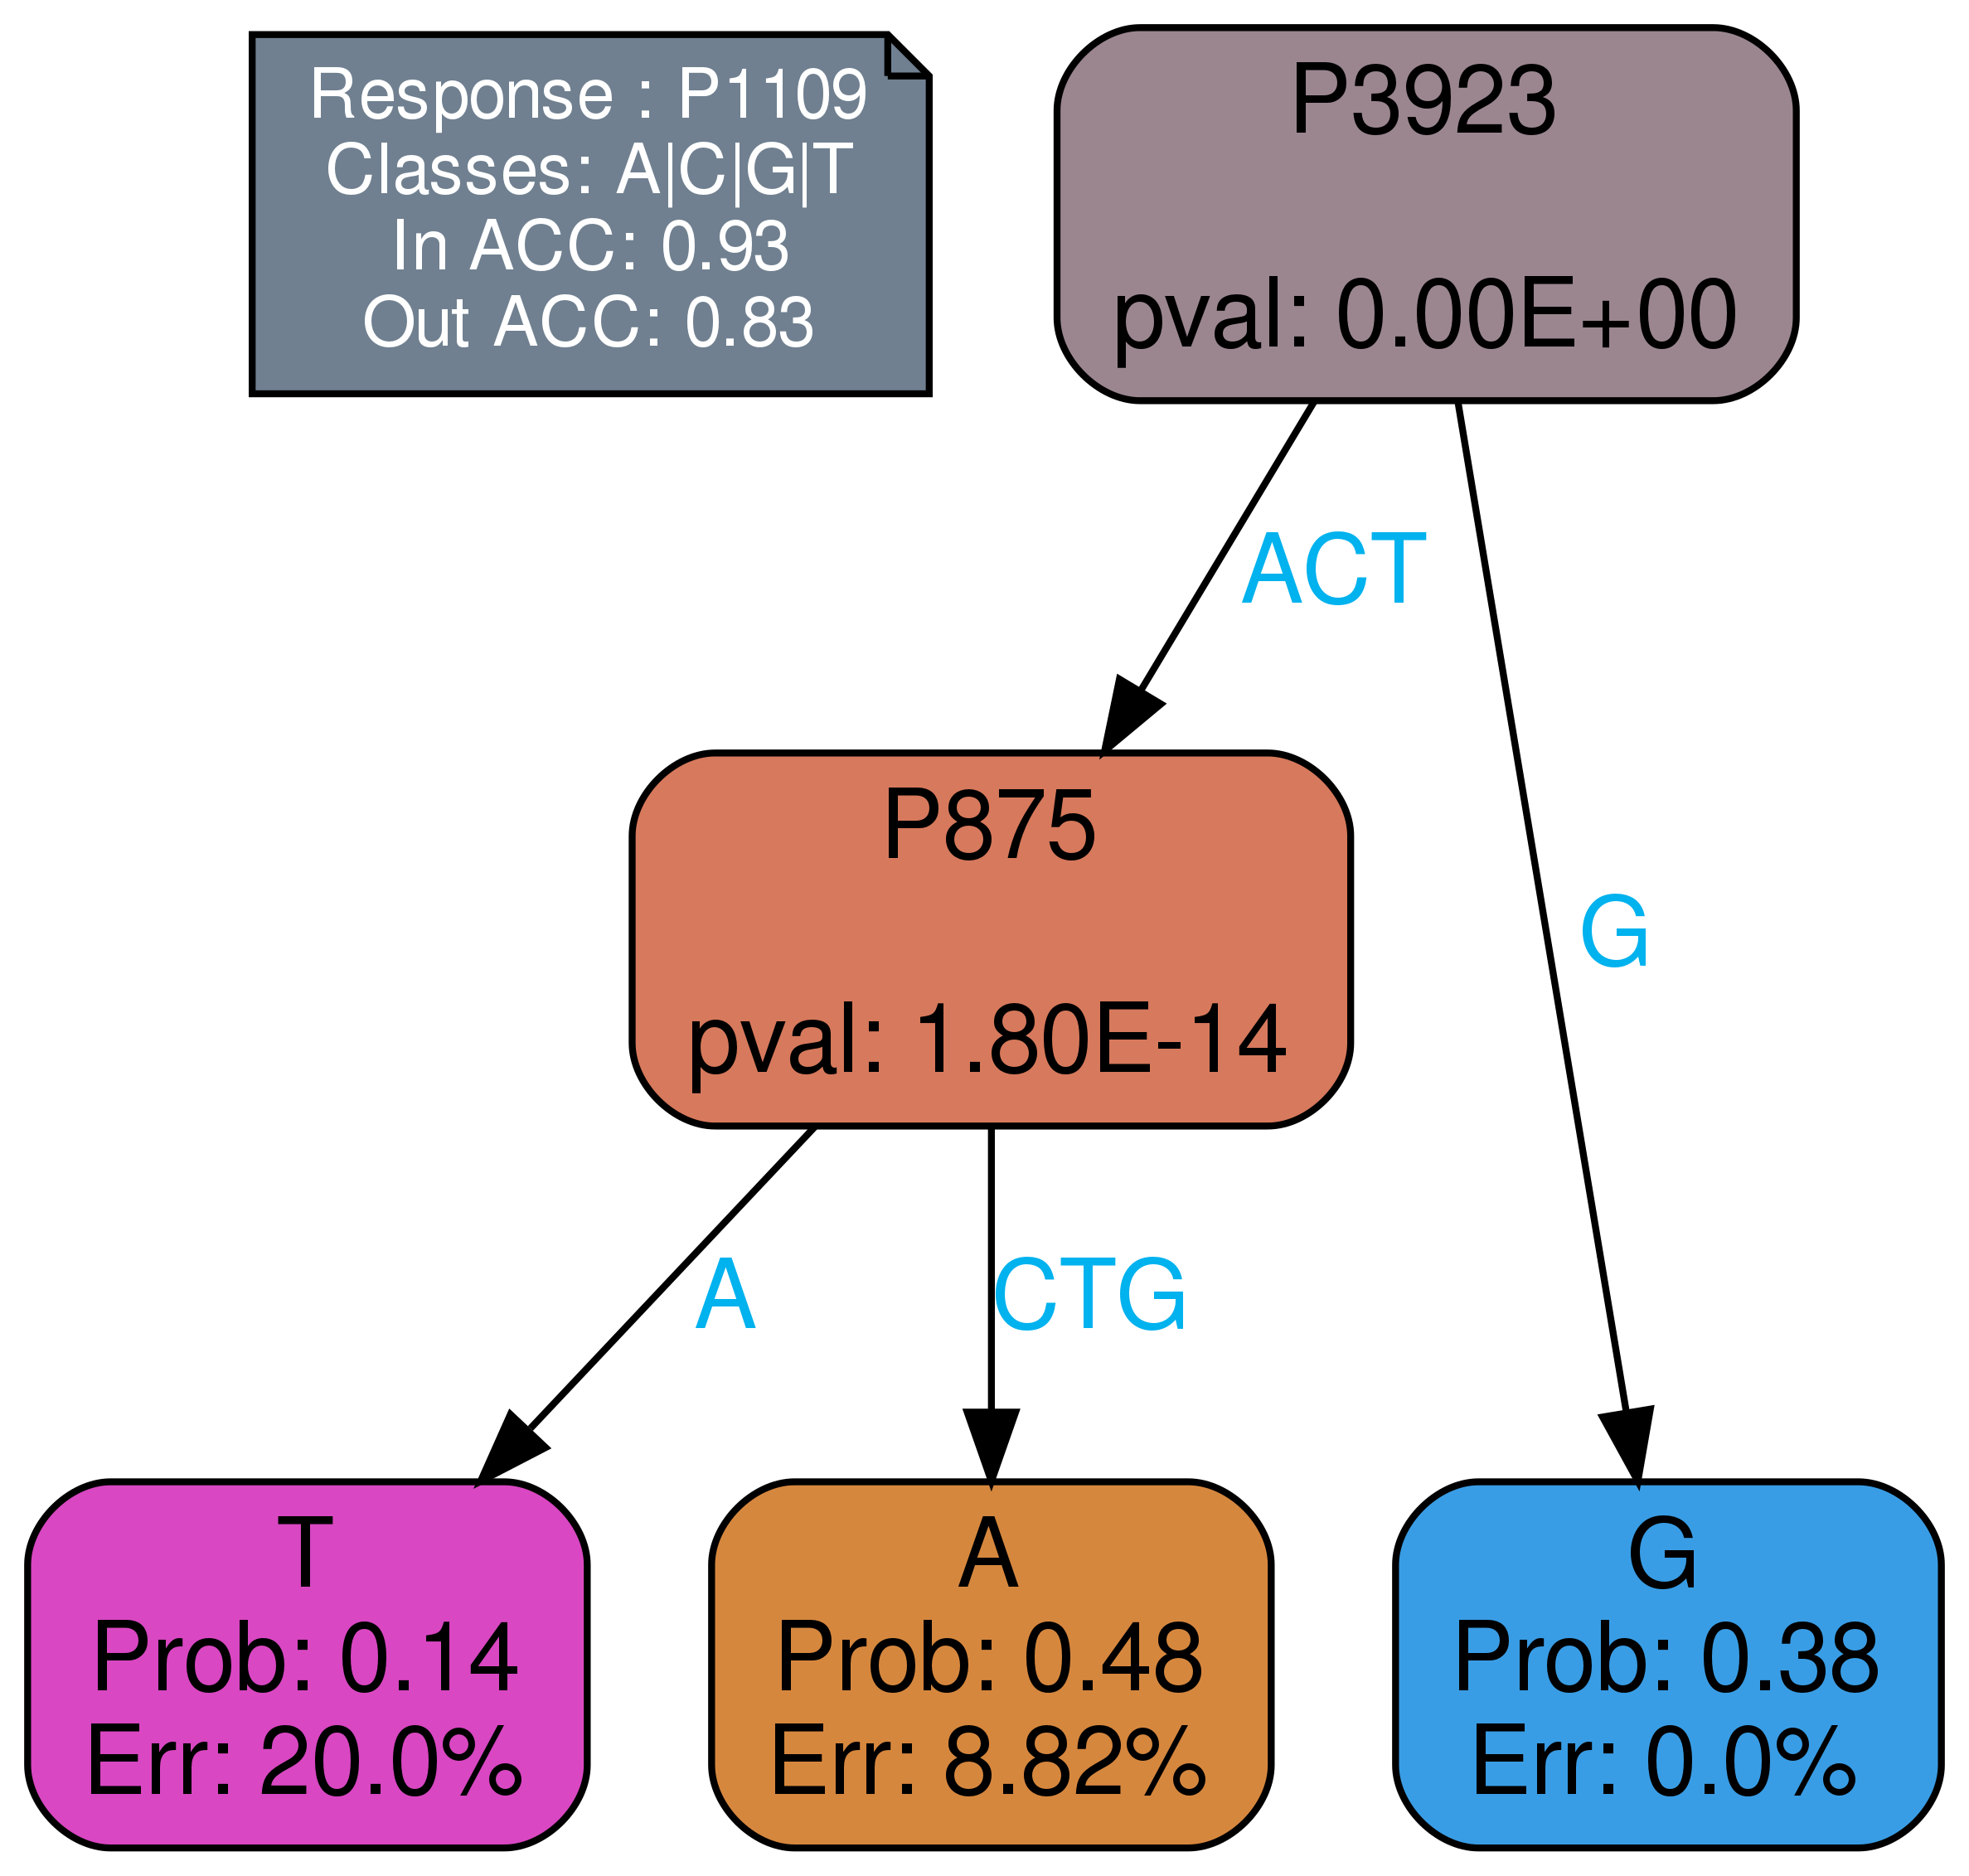 Response : P1109
Classes: A|C|G|T
In ACC: 0.93
Out ACC: 0.83
P3923
pval: 0.00E+00
ACT
G
P875
pval: 1.80E-14
A
CTG
T
Prob: 0.14
Err: 20.0%
A
Prob: 0.48
Err: 8.82%
G
Prob: 0.38
Err: 0.0%